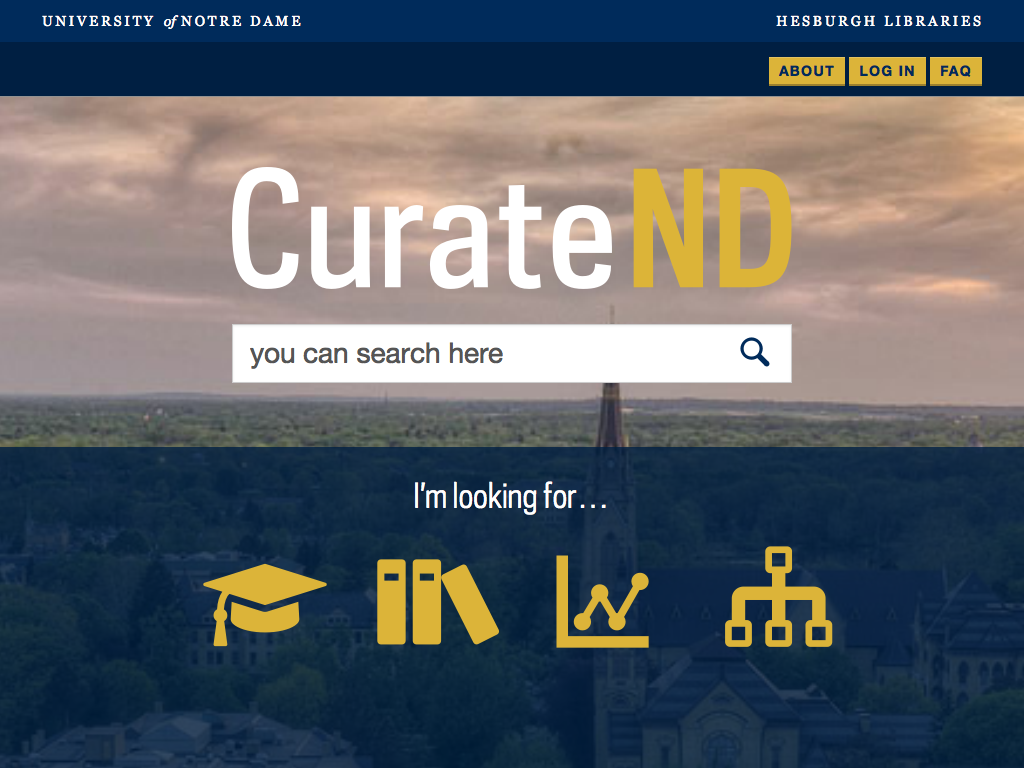 UNIVERSITY of NOTRE DAME
HESBURGH LIBRARIES
ABOUT
LOG IN
FAQ
CurateND
you can search here
I'm looking for...